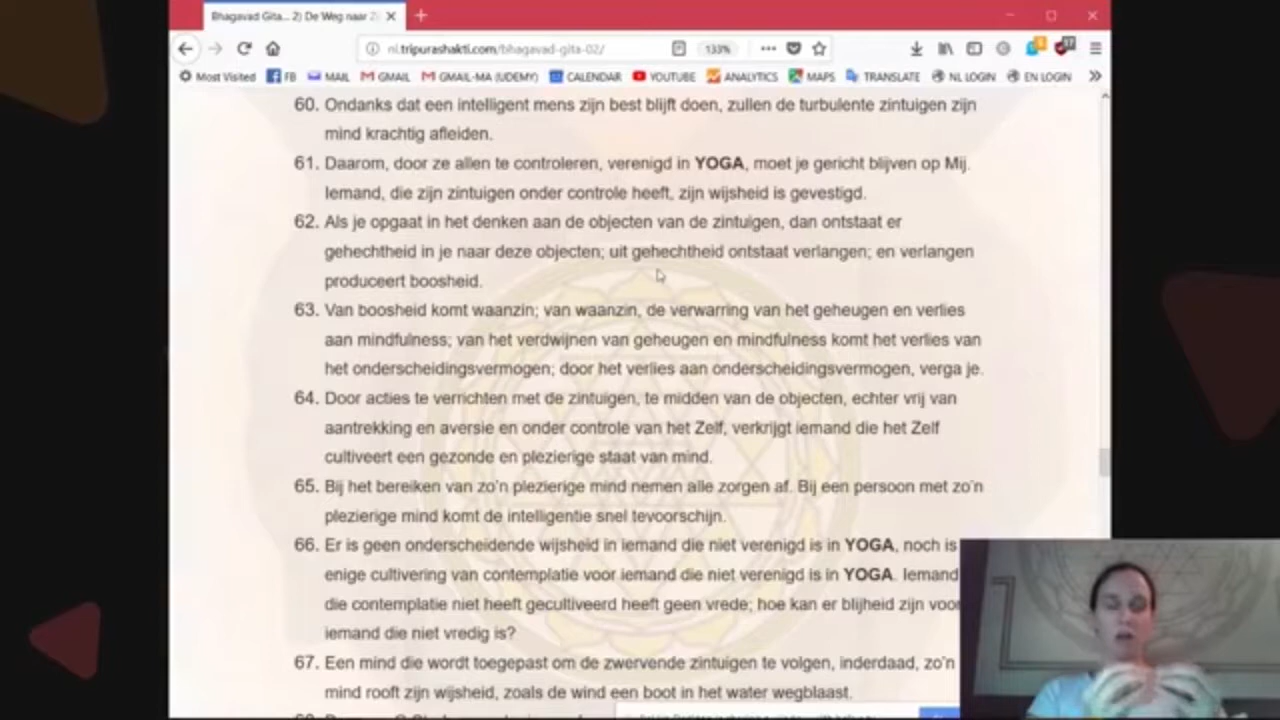 Bhagavad Gita... 2) De Weg naar
nl.tripurashakti.com/bhagavad-gita-02/
133%
Most Visited FB MAIL GMAIL GMAIL-MA (UDEMY) CALENDAR YOUTUBE ANALYTICS MAPS TRANSLATE NL LOGIN EN LOGIN
60. Ondanks dat een intelligent mens zijn best blijft doen, zullen de turbulente zintuigen zijn
mind krachtig afleiden.
61. Daarom, door ze allen te controleren, verenigd in YOGA, moet je gericht blijven op Mij.
Iemand, die zijn zintuigen onder controle heeft, zijn wijsheid is gevestigd.
62. Als je opgaat in het denken aan de objecten van de zintuigen, dan ontstaat er
gehechtheid in je naar deze objecten; uit gehechtheid ontstaat verlangen; en verlangen
produceert boosheid.
63. Van boosheid komt waanzin; van waanzin, de verwarring van het geheugen en verlies
aan mindfulness; van het verdwijnen van geheugen en mindfulness komt het verlies van
het onderscheidingsvermogen; door het verlies aan onderscheidingsvermogen, verga je.
64. Door acties te verrichten met de zintuigen, te midden van de objecten, echter vrij van
aantrekking en aversie en onder controle van het Zelf, verkrijgt iemand die het Zelf
cultiveert een gezonde en plezierige staat van mind.
65. Bij het bereiken van zo'n plezierige mind nemen alle zorgen af. Bij een persoon met zo'n
plezierige mind komt de intelligentie snel tevoorschijn.
66. Er is geen onderscheidende wijsheid in iemand die niet verenigd is in YOGA, noch is
enige cultivering van contemplatie voor iemand die niet verenigd is in YOGA. Iemand
die contemplatie niet heeft gecultiveerd heeft geen vrede; hoe kan er blijheid zijn voor
iemand die niet vredig is?
67. Een mind die wordt toegepast om de zwervende zintuigen te volgen, inderdaad, zo'n
mind rooft zijn wijsheid, zoals de wind een boot in het water wegblaast.